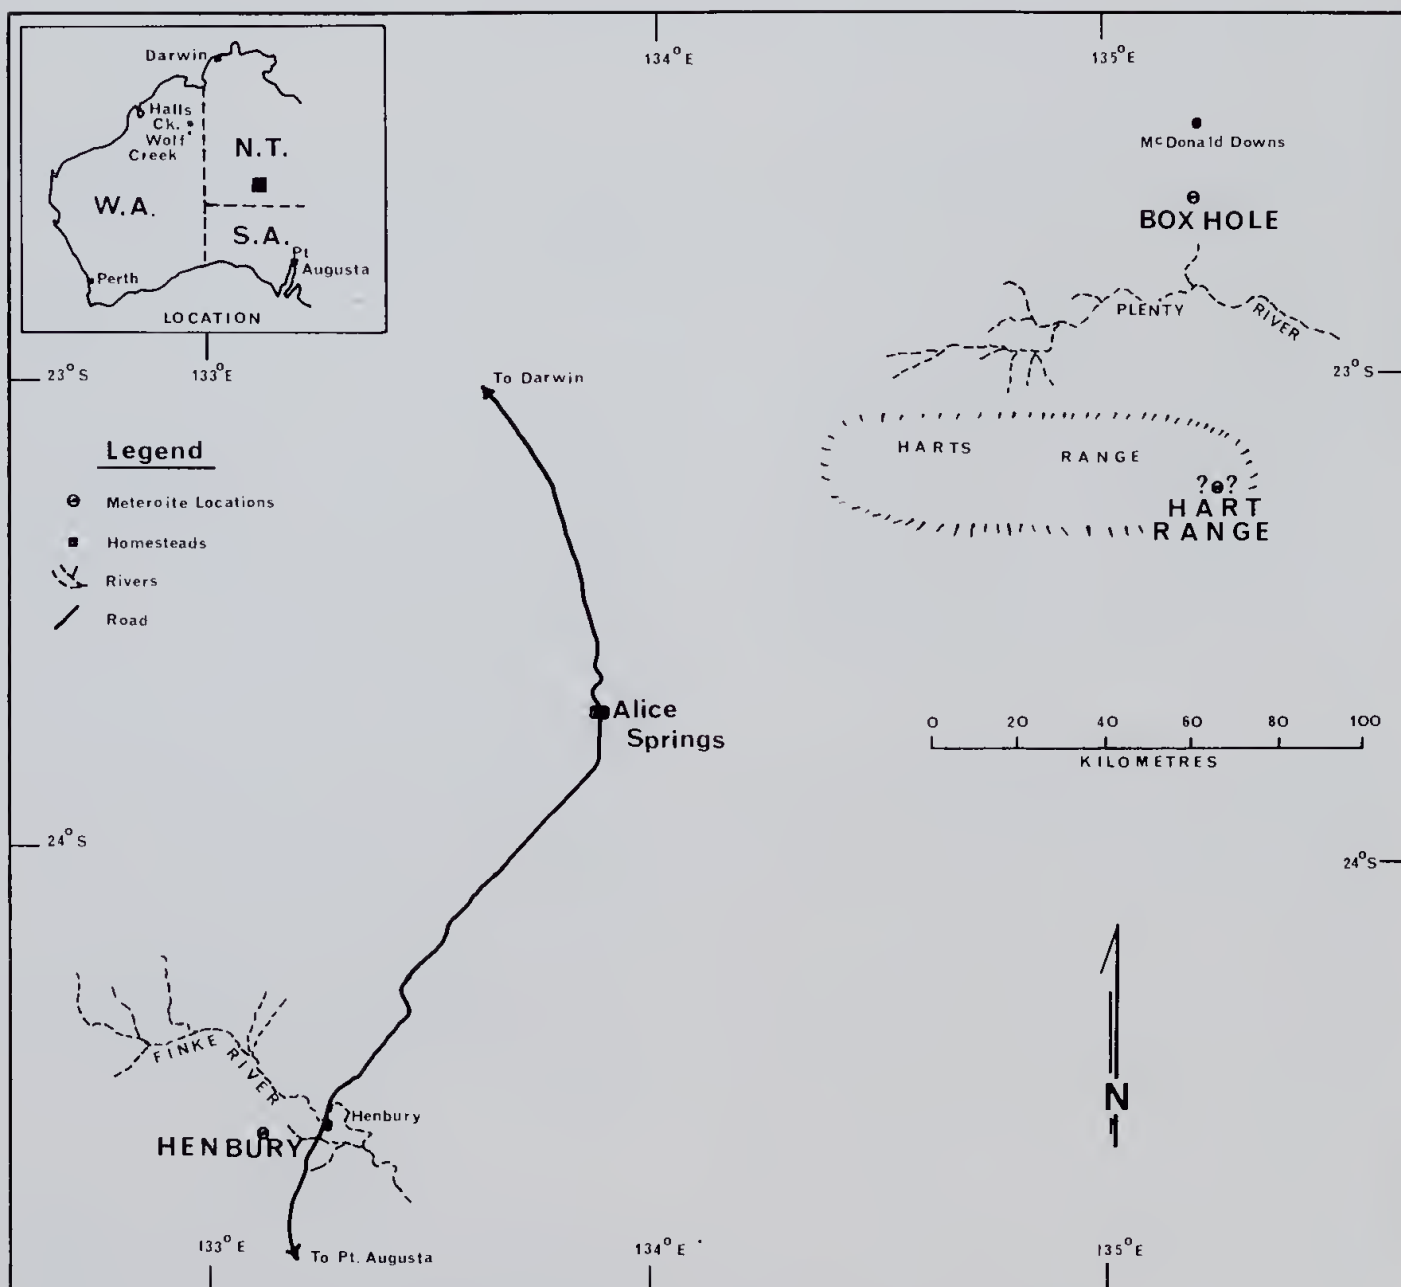 Darwin
Halls
Ck.
Wolf
Creek
N.T.
W.A.
S.A.
Pt
Augusta
Perth
LOCATION
134°E
135°E
McDonald Downs
BOX HOLE
PLENTY RIVER
23°S
133°E
To Darwin
23°S
Legend
Meteroite Locations
Homesteads
Rivers
Road
HARTS RANGE
?ө?
HART
RANGE
Alice
Springs
0 20 40 60 80 100
KILOMETRES
24°S
24°S
N
FINKE RIVER
Henbury
HENBURY
133°E
To Pt. Augusta
134°E
135°E